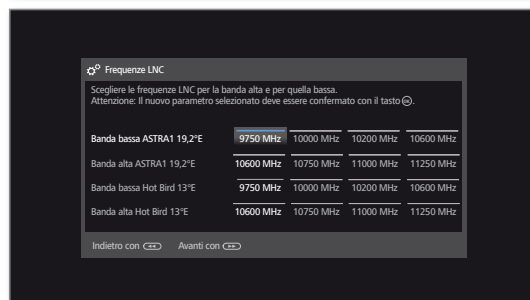 Frequenze LNC
Scegliere le frequenze LNC per la banda alta e per quella bassa.
Attenzione: Il nuovo parametro selezionato deve essere confermato con il tasto OK.
Banda bassa ASTRA1 19,2°E 9750 MHz 10000 MHz 10200 MHz 10600 MHz
Banda alta ASTRA1 19,2°E 10600 MHz 10750 MHz 11000 MHz 11250 MHz
Banda bassa Hot Bird 13°E 9750 MHz 10000 MHz 10200 MHz 10600 MHz
Banda alta Hot Bird 13°E 10600 MHz 10750 MHz 11000 MHz 11250 MHz
Indietro con Avanti con